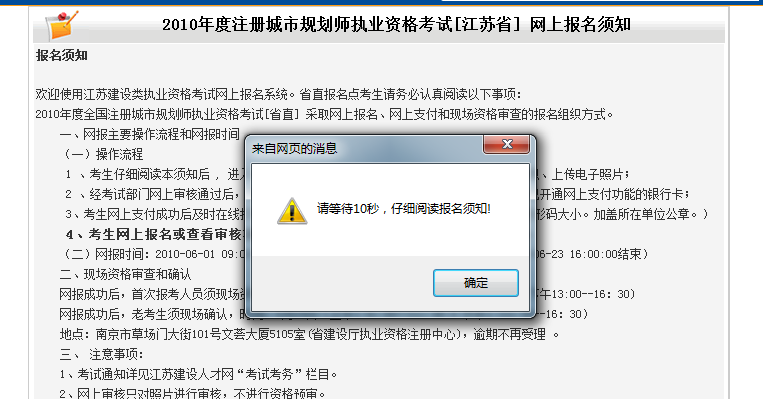 2010年度注册城市规划师执业资格考试[江苏省] 网上报名须知
报名须知
欢迎使用江苏建设类执业资格考试网上报名系统。省直报名点考生请务必认真阅读以下事项:
2010年度全国注册城市规划师执业资格考试[省直] 采取网上报名、网上支付和现场资格审查的报名组织方式。
一、网报主要操作流程和网报时间
来自网页的消息
（一）操作流程
1 、考生仔细阅读本须知后 ，进入 、上传电子照片；
2 、经考试部门网上审核通过后, 开通网上支付功能的银行卡；
请等待10秒，仔细阅读报名须知!
3、考生网上支付成功后及时在线打 形码大小。加盖所在单位公章。）
4、考生网上报名或查看审核
（二）网报时间: 2010-06-01 09:0 06-23 16:00:00结束)
二、现场资格审查和确认
确定
网报成功后, 首次报考人员须现场 午13:00--16：30)
网报成功后, 老考生须现场确认, --16：30)
地点：南京市草场门大街101号文荟大厦5105室(省建设厅执业资格注册中心), 逾期不再受理 。
三、 注意事项:
1、考试通知详见江苏建设人才网“考试考务”栏目。
2、网上审核只对照片进行审核, 不进行资格预审。